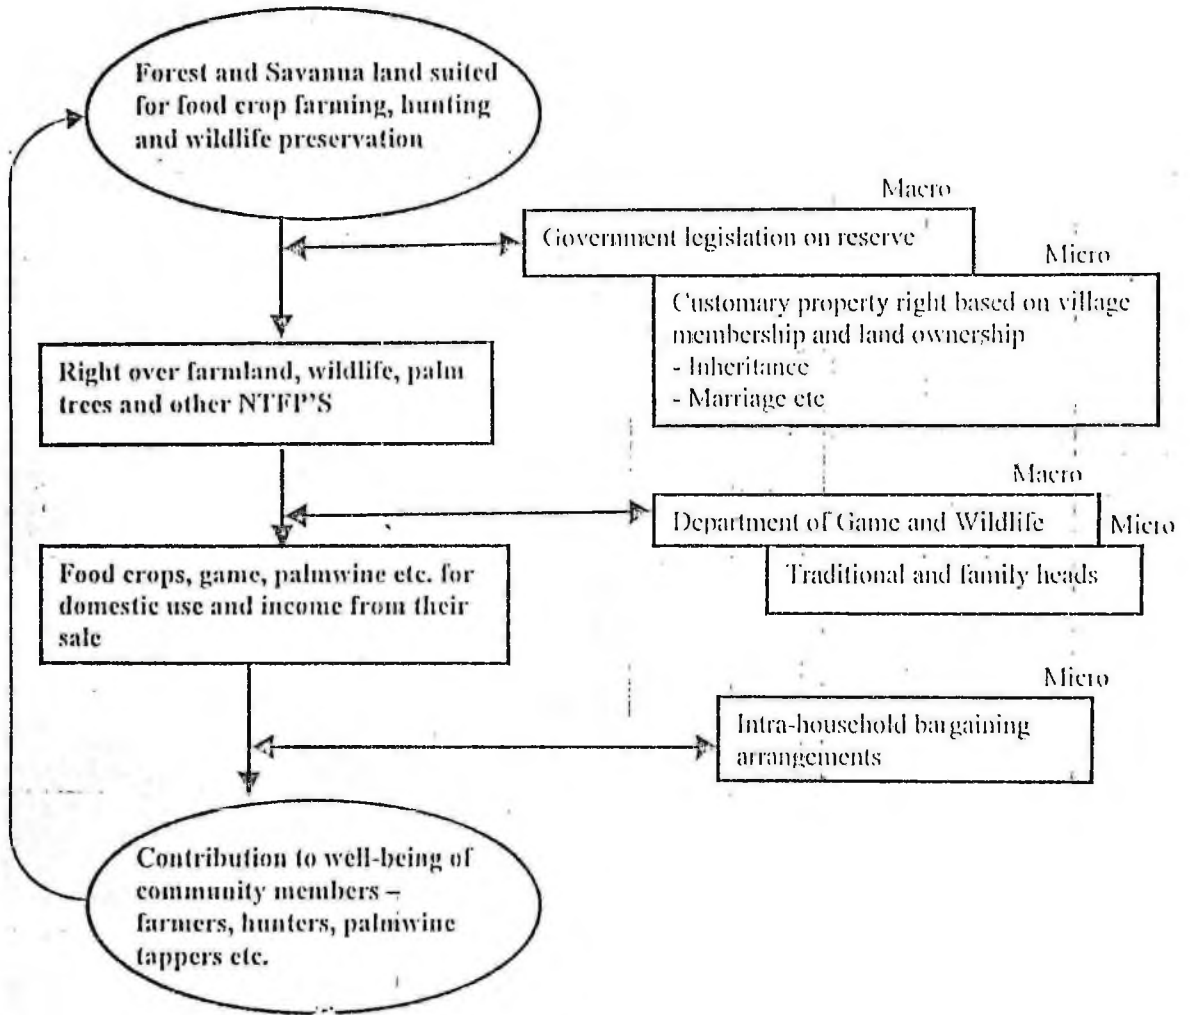 Forest and Savanna land suited
for food crop farming, hunting
and wildlife preservation
Macro
Government legislation on reserve
Micro
Customary property right based on village
membership and land ownership
- Inheritance
- Marriage etc
Right over farmland, wildlife, palm
trees and other NTFP'S
Macro
Department of Game and Wildlife
Micro
Traditional and family heads
Food crops, game, palmwine etc. for
domestic use and income from their
sale
Micro
Intra-household bargaining
arrangements
Contribution to well-being of
community members –
farmers, hunters, palmwine
tappers etc.